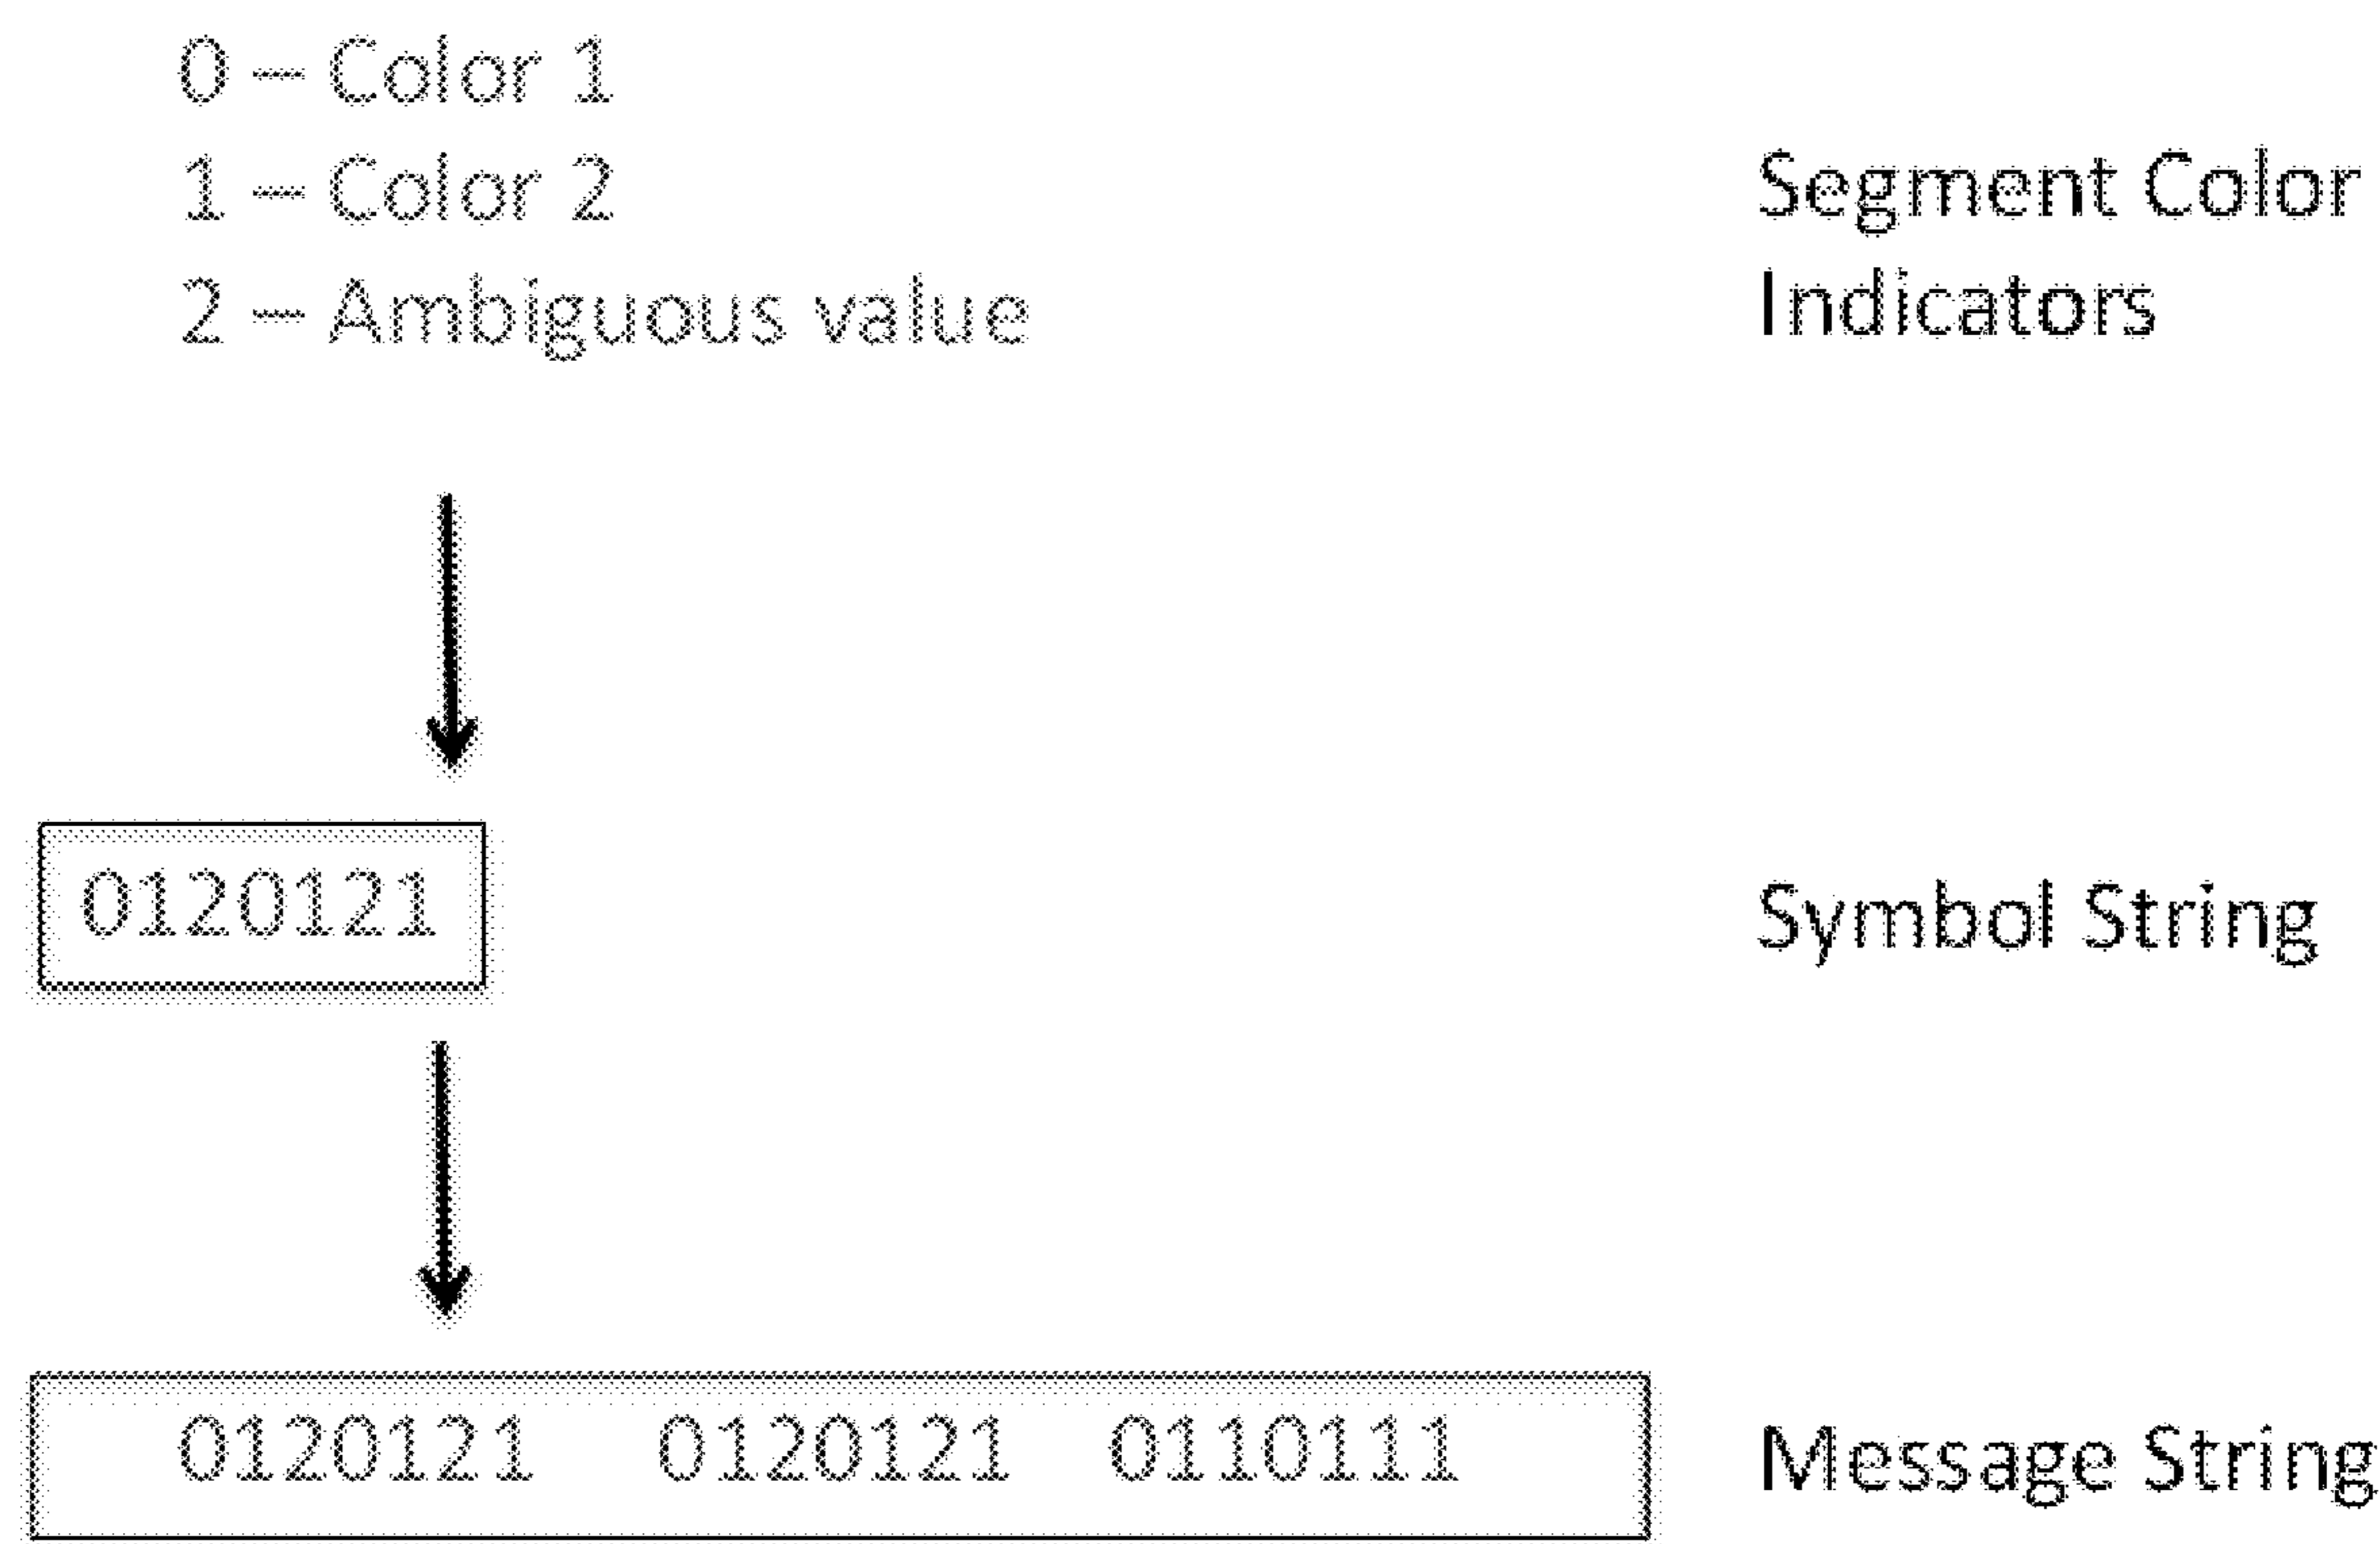 0 – Color 1
1 – Color 2
2 – Ambiguous value
Segment Color
Indicators
0120121
Symbol String
0120121 0120121 0110111
Message String